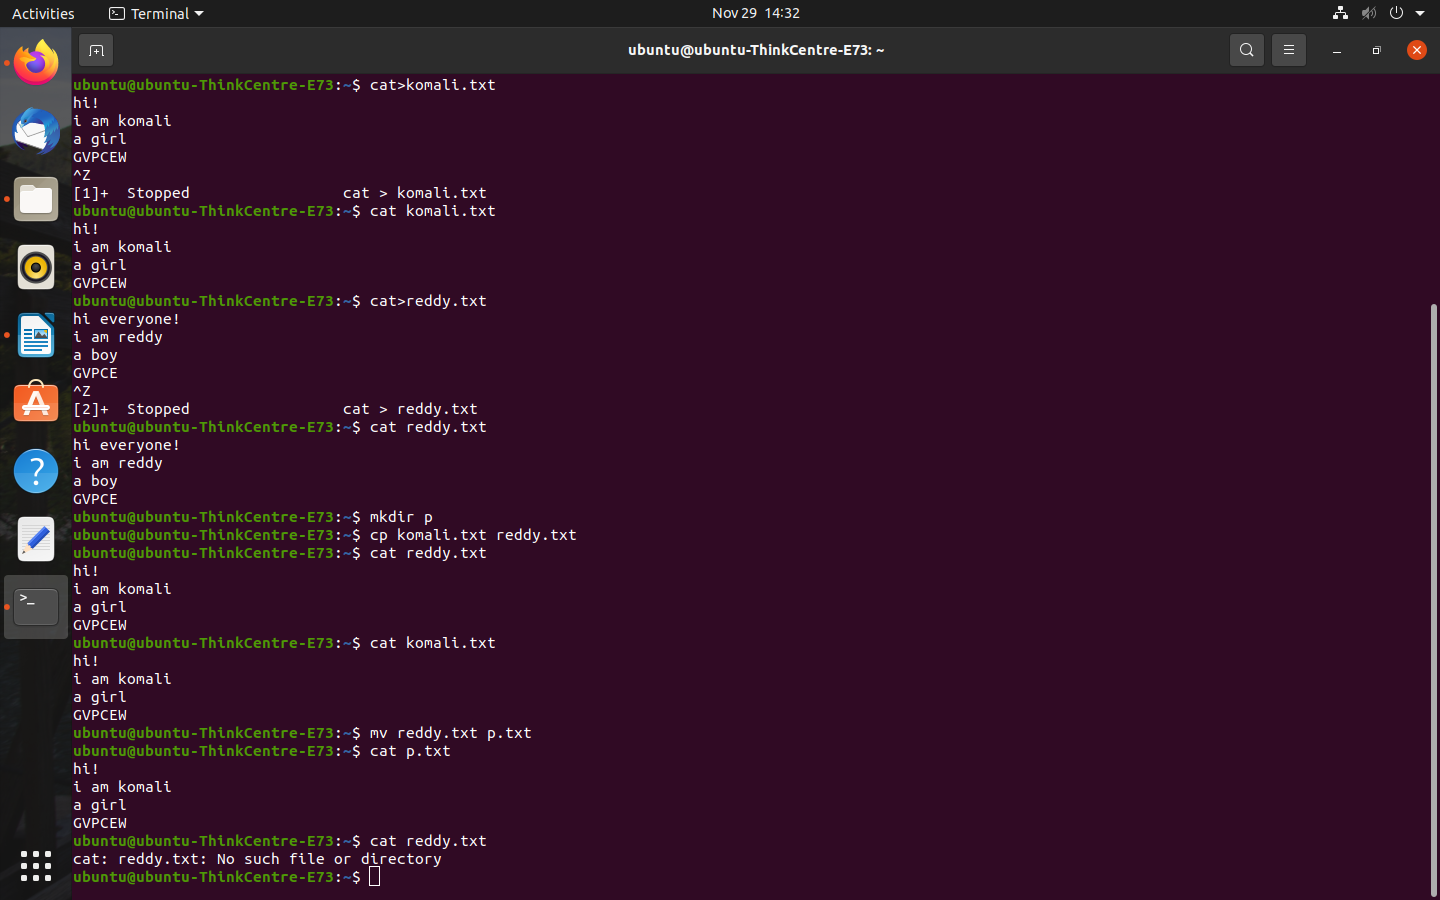 Activities Terminal Nov 29 14:32
ubuntu@ubuntu-ThinkCentre-E73: ~
ubuntu@ubuntu-ThinkCentre-E73:~$ cat>komali.txt
hi!
i am komali
a girl
GVPCEW
^Z
[1]+  Stopped                 cat > komali.txt
ubuntu@ubuntu-ThinkCentre-E73:~$ cat komali.txt
hi!
i am komali
a girl
GVPCEW
ubuntu@ubuntu-ThinkCentre-E73:~$ cat>reddy.txt
hi everyone!
i am reddy
a boy
GVPCE
^Z
[2]+  Stopped                 cat > reddy.txt
ubuntu@ubuntu-ThinkCentre-E73:~$ cat reddy.txt
hi everyone!
i am reddy
a boy
GVPCE
ubuntu@ubuntu-ThinkCentre-E73:~$ mkdir p
ubuntu@ubuntu-ThinkCentre-E73:~$ cp komali.txt reddy.txt
ubuntu@ubuntu-ThinkCentre-E73:~$ cat reddy.txt
hi!
i am komali
a girl
GVPCEW
ubuntu@ubuntu-ThinkCentre-E73:~$ cat komali.txt
hi!
i am komali
a girl
GVPCEW
ubuntu@ubuntu-ThinkCentre-E73:~$ mv reddy.txt p.txt
ubuntu@ubuntu-ThinkCentre-E73:~$ cat p.txt
hi!
i am komali
a girl
GVPCEW
ubuntu@ubuntu-ThinkCentre-E73:~$ cat reddy.txt
cat: reddy.txt: No such file or directory
ubuntu@ubuntu-ThinkCentre-E73:~$